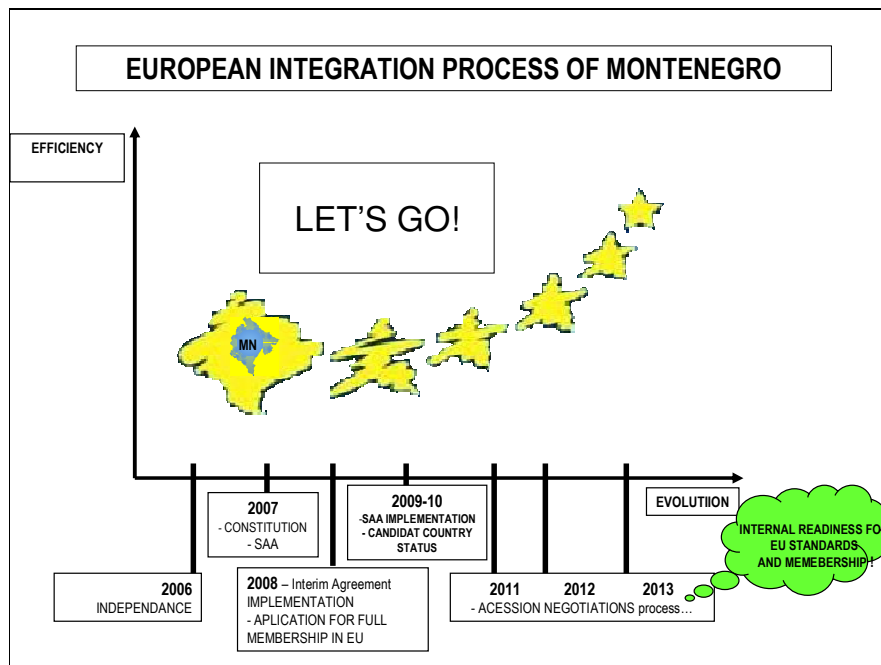 EUROPEAN INTEGRATION PROCESS OF MONTENEGRO
EFFICIENCY
LET'S GO!
MN
EVOLUTIION
2007
- CONSTITUTION
- SAA
2009-10
-SAA IMPLEMENTATION
- CANDIDAT COUNTRY
STATUS
INTERNAL READINESS FO
EU STANDARDS
AND MEMEBERSHIP !
2006
INDEPENDANCE
2008 – Interim Agreement
IMPLEMENTATION
- APLICATION FOR FULL
MEMBERSHIP IN EU
2011 2012 2013
- ACESSION NEGOTIATIONS process…